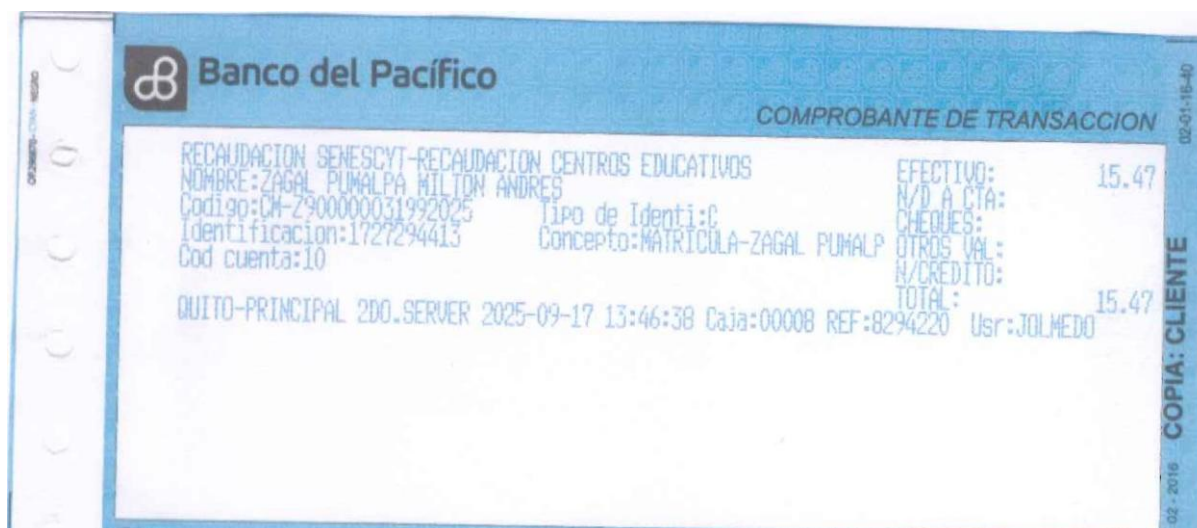 Banco del Pacífico
COMPROBANTE DE TRANSACCION
RECAUDACION SENESCYT-RECAUDACION CENTROS EDUCATIVOS
NOMBRE:ZAGAL PUMALPA MILTON ANDRES
Codigo:CM-Z900000031992025 Tipo de Identi:C
Identificacion:1727294413 Concepto:MATRICULA-ZAGAL PUMALP
Cod cuenta:10
EFECTIVO: 15.47
N/D A CTA:
CHEQUES:
OTROS VAL:
N/CREDITO:
TOTAL: 15.47
QUITO-PRINCIPAL 2DO.SERVER 2025-09-17 13:46:38 Caja:00008 REF:8294220 Usr:JOLMEDO
02-01-16-40
COPIA: CLIENTE
02 - 2016